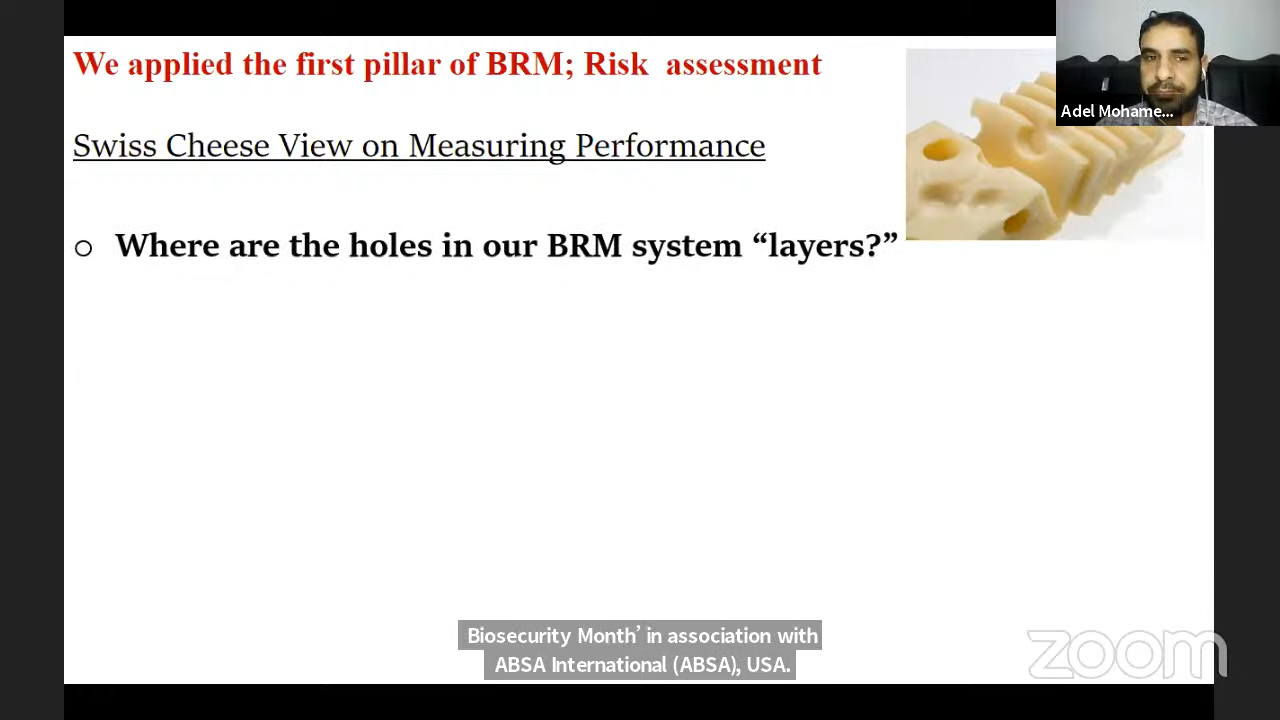 We applied the first pillar of BRM; Risk assessment
Adel Mohame...
Swiss Cheese View on Measuring Performance
o Where are the holes in our BRM system “layers?”
Biosecurity Month’ in association with
ABSA International (ABSA), USA.
zoom